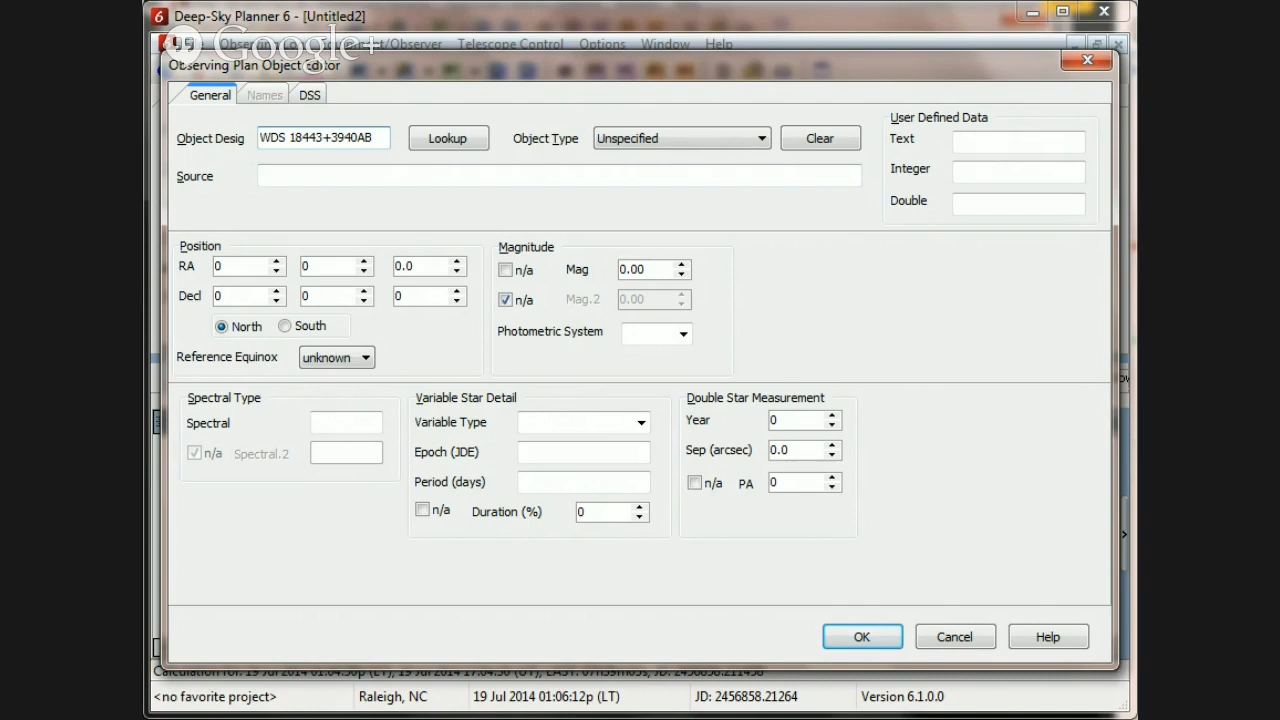 Deep-Sky Planner 6 - [Untitled2]
Telescope Control Options Window Help
Google+
Observing Plan Object Editor
General Names DSS
Object Desig WDS 18443+3940AB Lookup Object Type Unspecified Clear
Source
User Defined Data
Text
Integer
Double
Position
RA 0 0 0.0
Decl 0 0 0
North South
Reference Equinox unknown
Magnitude
n/a Mag 0.00
n/a Mag.2 0.00
Photometric System
Spectral Type
Spectral
n/a Spectral.2
Variable Star Detail
Variable Type
Epoch (JDE)
Period (days)
n/a Duration (%) 0
Double Star Measurement
Year 0
Sep (arcsec) 0.0
n/a PA 0
OK Cancel Help
<no favorite project> Raleigh, NC 19 Jul 2014 01:06:12p (LT) JD: 2456858.21264 Version 6.1.0.0